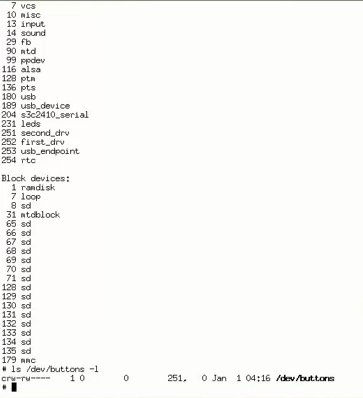 7 vcs
10 misc
13 input
14 sound
29 fb
90 mtd
99 ppdev
116 alsa
128 ptm
136 pts
180 usb
189 usb_device
204 s3c2410_serial
231 leds
251 second_drv
252 first_drv
253 usb_endpoint
254 rtc
Block devices:
1 ramdisk
7 loop
8 sd
31 mtdblock
65 sd
66 sd
67 sd
68 sd
69 sd
70 sd
71 sd
128 sd
129 sd
130 sd
131 sd
132 sd
133 sd
134 sd
135 sd
179 mmc
# ls /dev/buttons -l
crw-rw---- 1 0 0 251, 0 Jan 1 04:16 /dev/buttons
#